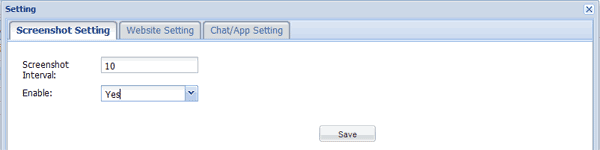 Setting
Screenshot Setting Website Setting Chat/App Setting
Screenshot
Interval: 10
Enable: Yes
Save